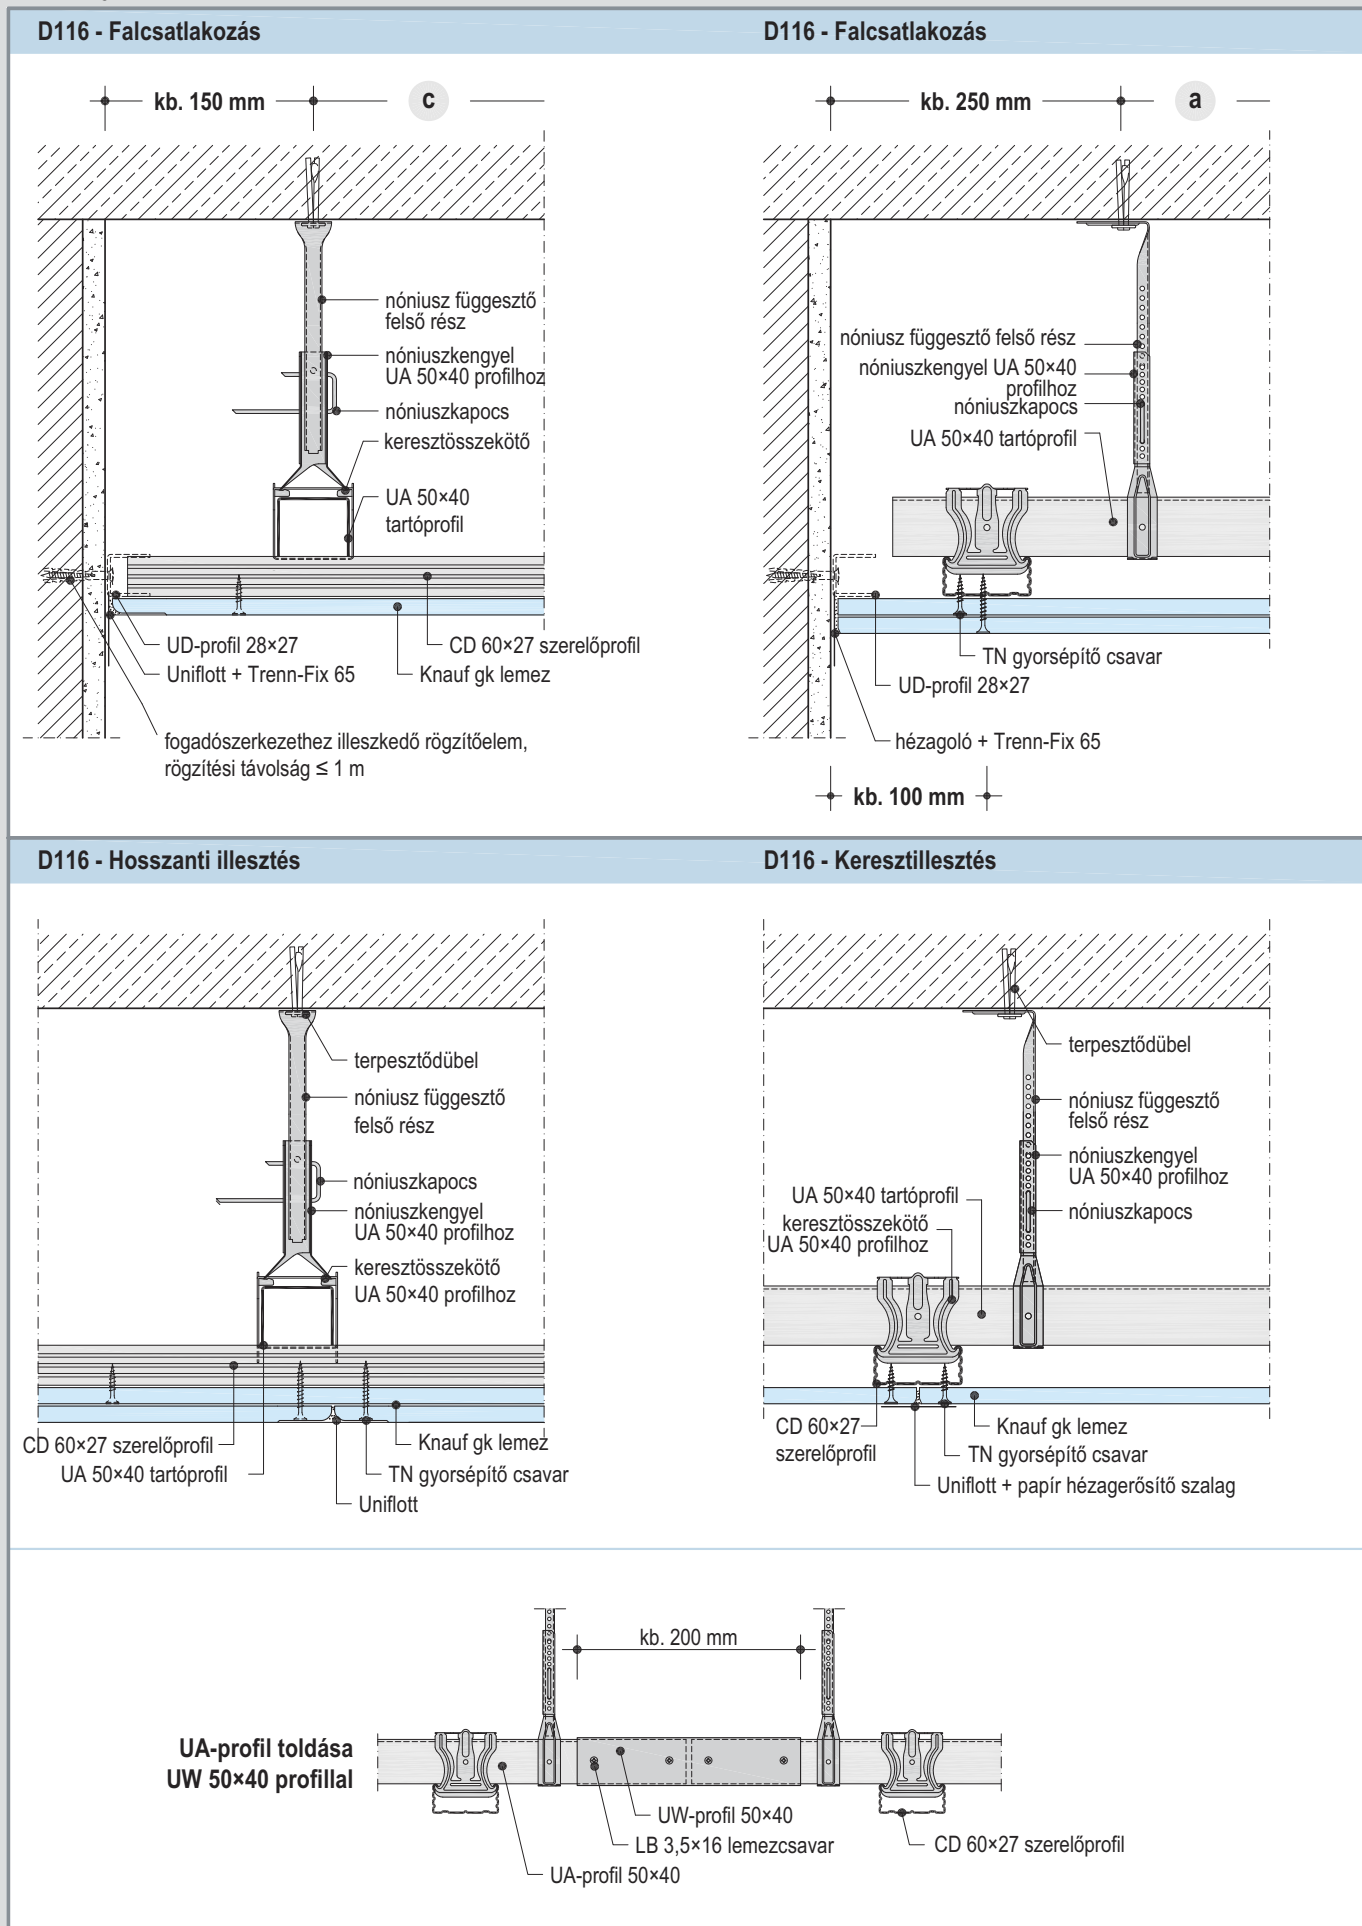 D116 - Falcsatlakozás
kb. 150 mm
c
nóniusz függesztő
felső rész
nóniuszkengyel
UA 50×40 profilhoz
nóniuszkapocs
keresztösszekötő
UA 50×40
tartóprofil
UD-profil 28×27
CD 60×27 szerelőprofil
Uniflott + Trenn-Fix 65
Knauf gk lemez
fogadószerkezethez illeszkedő rögzítőelem,
rögzítési távolság ≤ 1 m
D116 - Falcsatlakozás
kb. 250 mm
a
nóniusz függesztő felső rész
nóniuszkengyel UA 50×40
profilhoz
nóniuszkapocs
UA 50×40 tartóprofil
TN gyorsépítő csavar
UD-profil 28×27
hézagoló + Trenn-Fix 65
kb. 100 mm
D116 - Hosszanti illesztés
terpesztődübel
nóniusz függesztő
felső rész
nóniuszkapocs
nóniuszkengyel
UA 50×40 profilhoz
keresztösszekötő
UA 50×40 profilhoz
CD 60×27 szerelőprofil
Knauf gk lemez
UA 50×40 tartóprofil
TN gyorsépítő csavar
Uniflott
D116 - Keresztillesztés
terpesztődübel
nóniusz függesztő
felső rész
nóniuszkengyel
UA 50×40 profilhoz
UA 50×40 tartóprofil
nóniuszkapocs
keresztösszekötő
UA 50×40 profilhoz
CD 60×27
szerelőprofil
Knauf gk lemez
TN gyorsépítő csavar
Uniflott + papír hézagerősítő szalag
kb. 200 mm
UA-profil toldása
UW 50×40 profillal
UW-profil 50×40
LB 3,5×16 lemezcsavar
CD 60×27 szerelőprofil
UA-profil 50×40